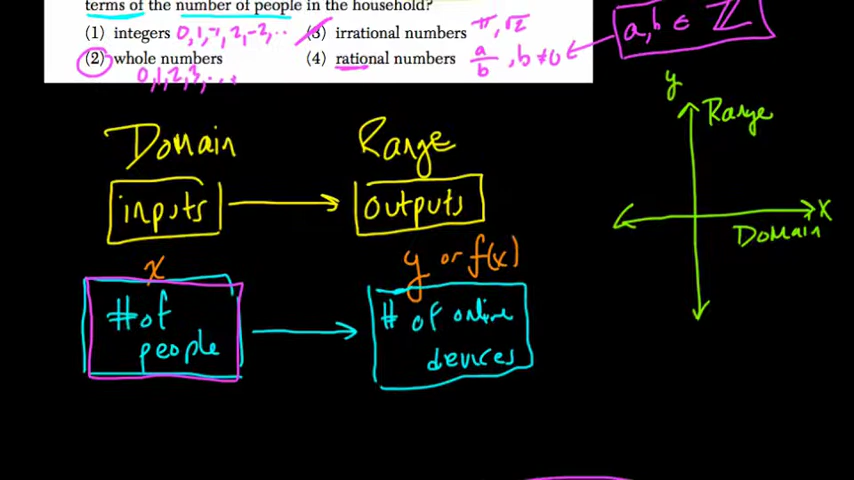 terms of the number of people in the household?
(1) integers 0,1,-1,2,-2,.. (3) irrational numbers π, √2
(2) whole numbers (4) rational numbers a/b, b≠0
0,1,2,3,...
a,b ∈ ℤ
Domain Range
inputs outputs
x y or f(x)
# of people # of online devices
y Range
x
Domain